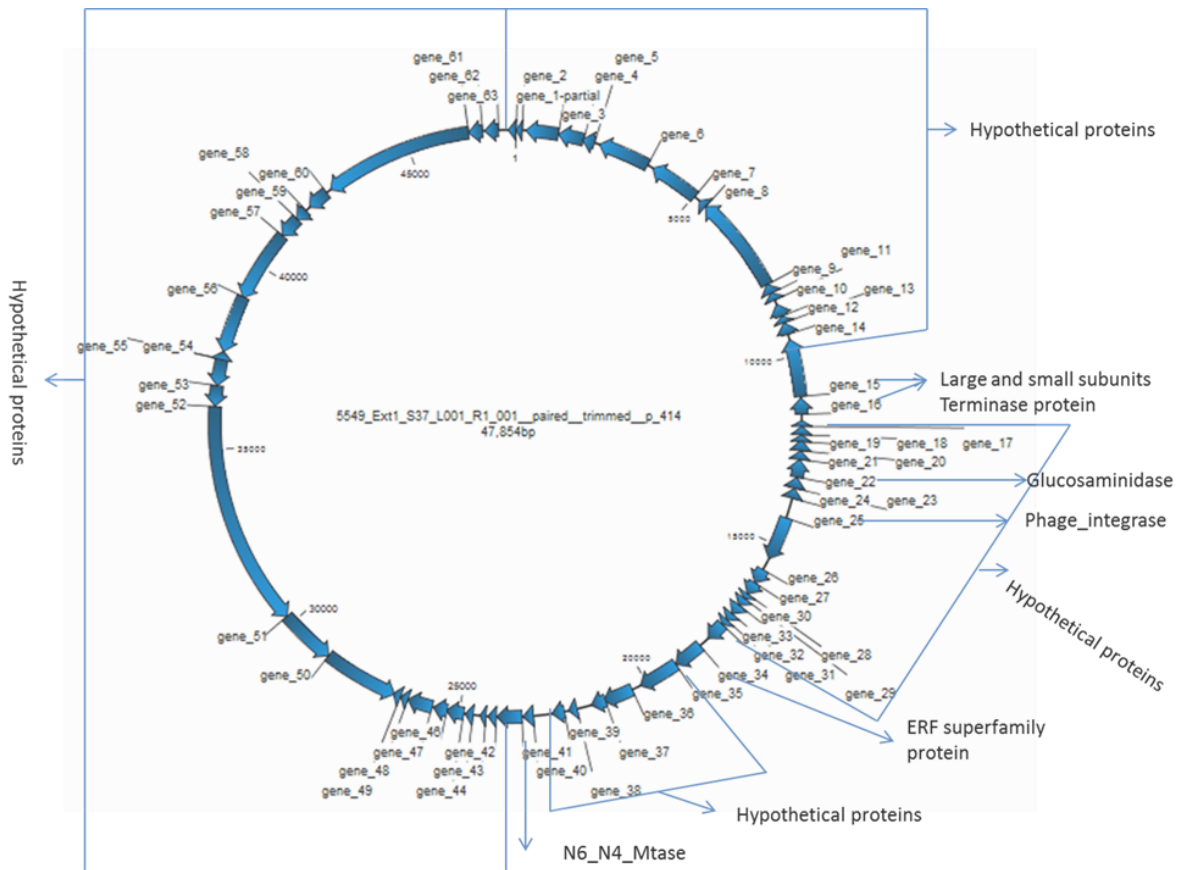 gene_61
gene_62
gene_63
gene_2
gene_1-partial
gene_3
gene_5
gene_4
gene_6
gene_7
gene_8
gene_9
gene_11
gene_10
gene_13
gene_12
gene_14
gene_15
gene_16
gene_19
gene_18
gene_17
gene_21
gene_20
gene_22
gene_24
gene_23
gene_25
gene_26
gene_27
gene_30
gene_28
gene_33
gene_32
gene_31
gene_29
gene_34
gene_35
gene_36
gene_37
gene_39
gene_38
gene_41
gene_40
gene_42
gene_43
gene_44
gene_46
gene_47
gene_48
gene_49
gene_50
gene_51
gene_52
gene_53
gene_55
gene_54
gene_56
gene_57
gene_58
gene_59
gene_60
1
5000
10000
15000
20000
25000
30000
35000
40000
45000
5549_Ext1_S37_L001_R1_001__paired__trimmed__p_414
47,854bp
Hypothetical proteins
Large and small subunits
Terminase protein
Glucosaminidase
Phage_integrase
Hypothetical proteins
ERF superfamily
protein
Hypothetical proteins
N6_N4_Mtase
Hypothetical proteins